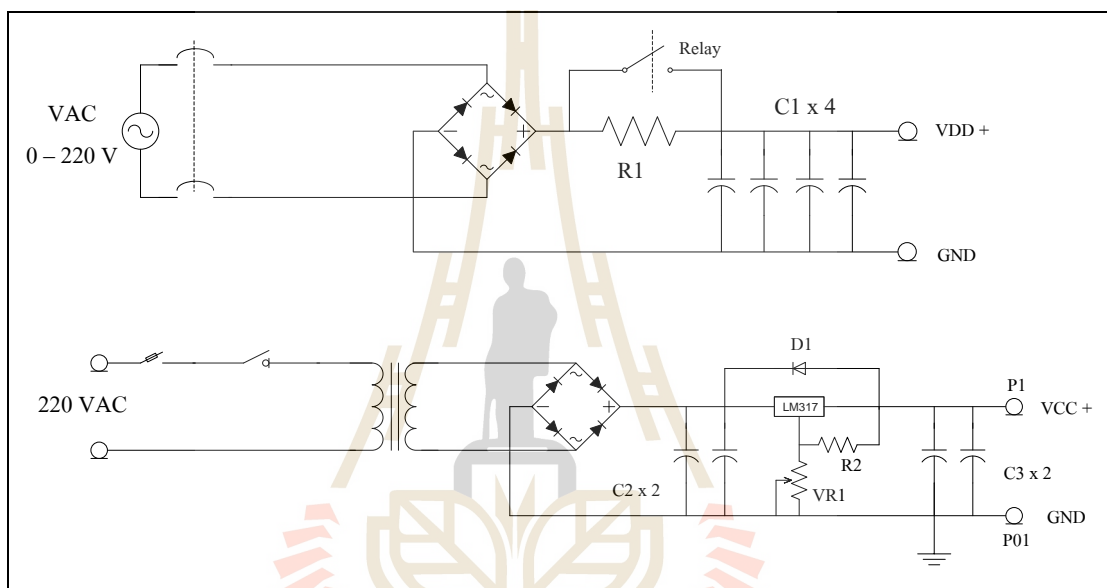 Relay
VAC
0 – 220 V
C1 x 4
VDD +
R1
GND
D1
P1
220 VAC
LM317
VCC +
R2
C2 x 2
VR1
C3 x 2
GND
P01